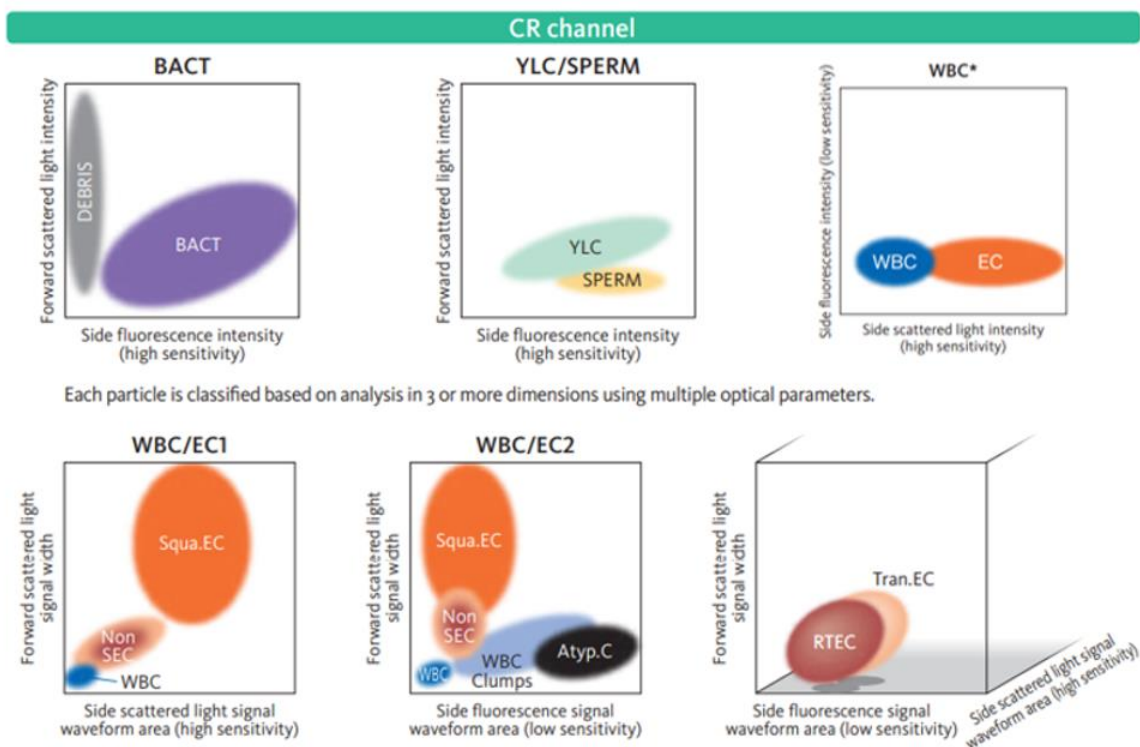 CR channel
BACT
Forward scattered light intensity
DEBRIS
BACT
Side fluorescence intensity
(high sensitivity)
YLC/SPERM
Forward scattered light intensity
YLC
SPERM
Side fluorescence intensity
(high sensitivity)
WBC*
Side fluorescence intensity (low sensitivity)
WBC
EC
Side scattered light intensity
(high sensitivity)
Each particle is classified based on analysis in 3 or more dimensions using multiple optical parameters.
WBC/EC1
Forward scattered light
signal width
Squa.EC
Non
SEC
WBC
Side scattered light signal
waveform area (high sensitivity)
WBC/EC2
Forward scattered light
signal width
Squa.EC
Non
SEC
WBC
WBC
Clumps
Atyp.C
Side fluorescence signal
waveform area (low sensitivity)
Forward scattered light
signal width
Tran.EC
RTEC
Side fluorescence signal
waveform area (low sensitivity)
Side scattered light signal
waveform area (high sensitivity)